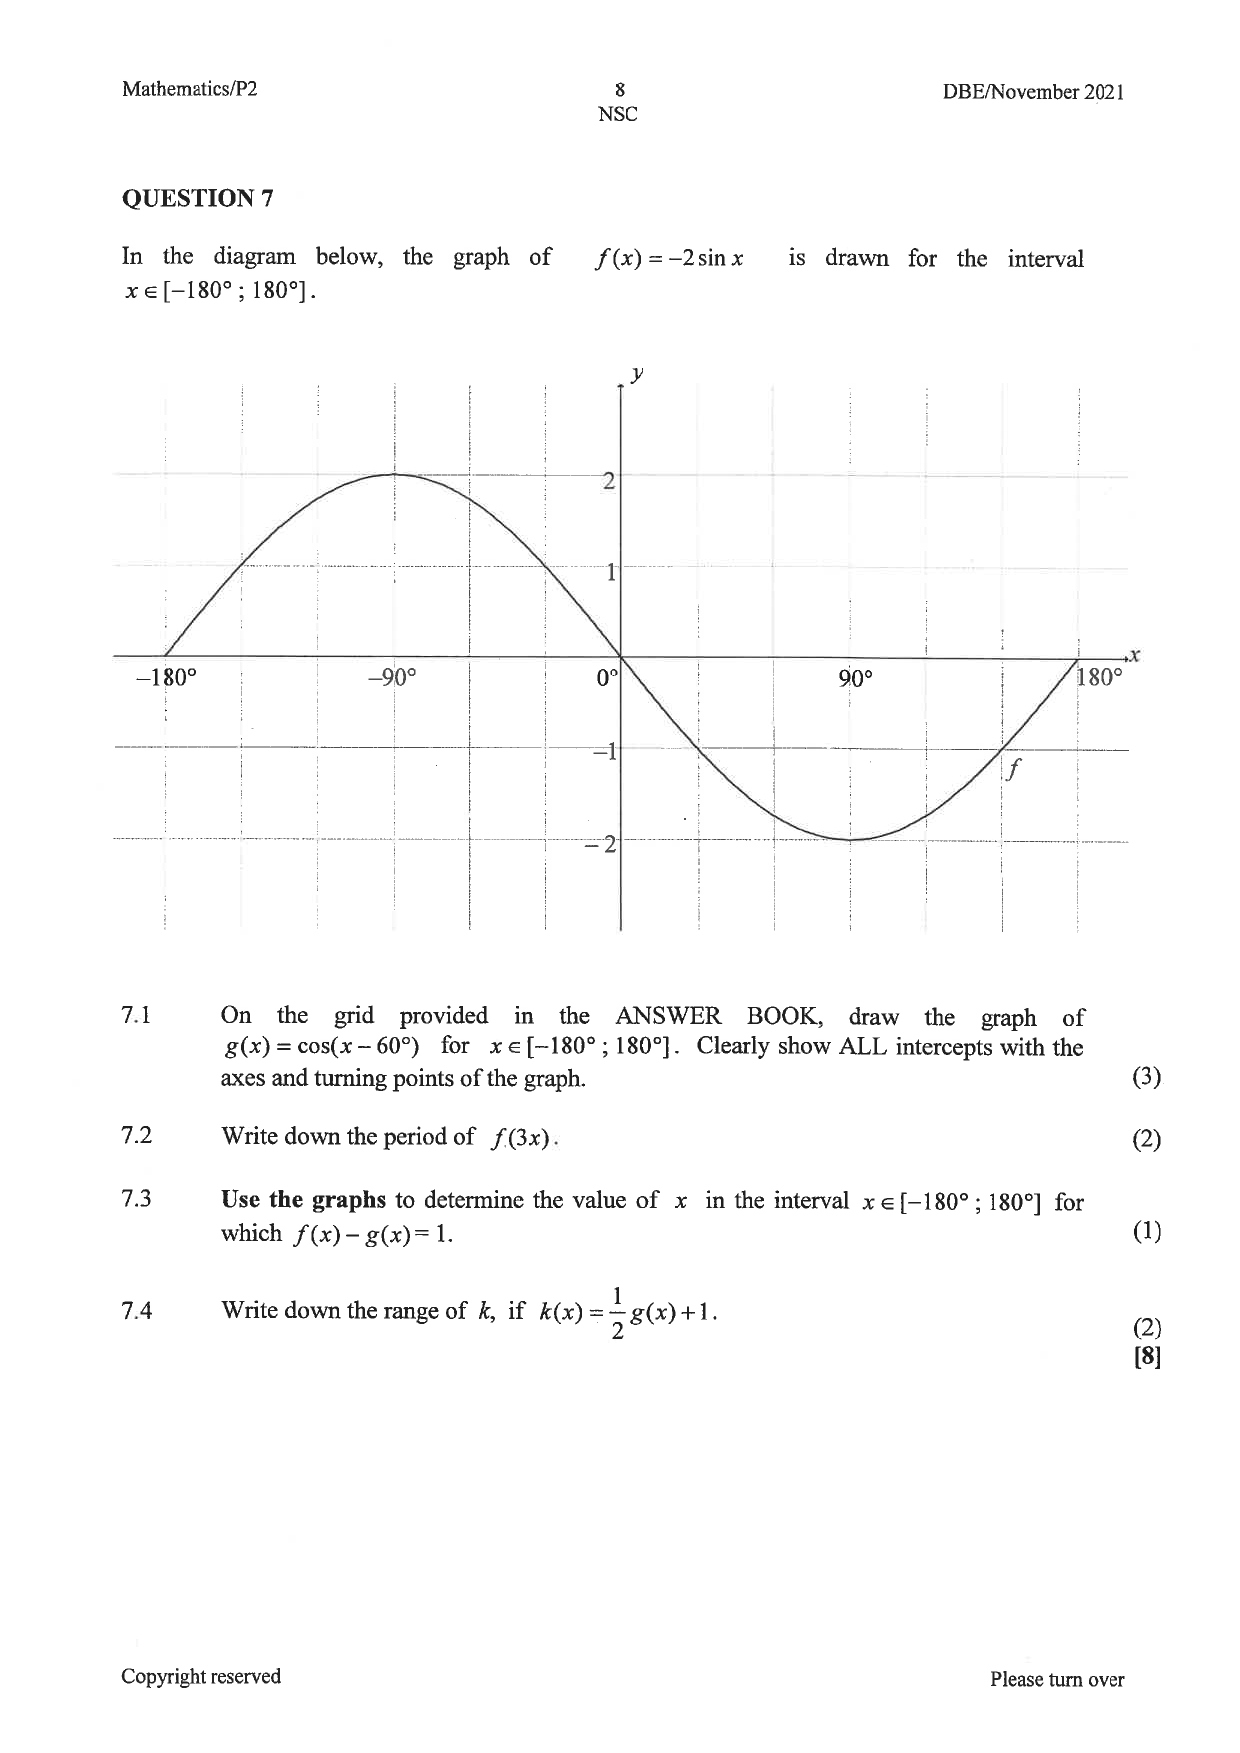 Mathematics/P2 8 DBE/November 2021
NSC
QUESTION 7
In the diagram below, the graph of f(x) = −2 sin x is drawn for the interval
x ∈ [−180° ; 180°].
y
2
1
x
−180° −90° 0° 90° 180°
−1
f
−2
7.1 On the grid provided in the ANSWER BOOK, draw the graph of
g(x) = cos(x − 60°) for x ∈ [−180° ; 180°]. Clearly show ALL intercepts with the
axes and turning points of the graph. (3)
7.2 Write down the period of f(3x). (2)
7.3 Use the graphs to determine the value of x in the interval x ∈ [−180° ; 180°] for
which f(x) − g(x) = 1. (1)
7.4 Write down the range of k, if k(x) = 1/2 g(x) + 1.
(2)
[8]
Copyright reserved Please turn over